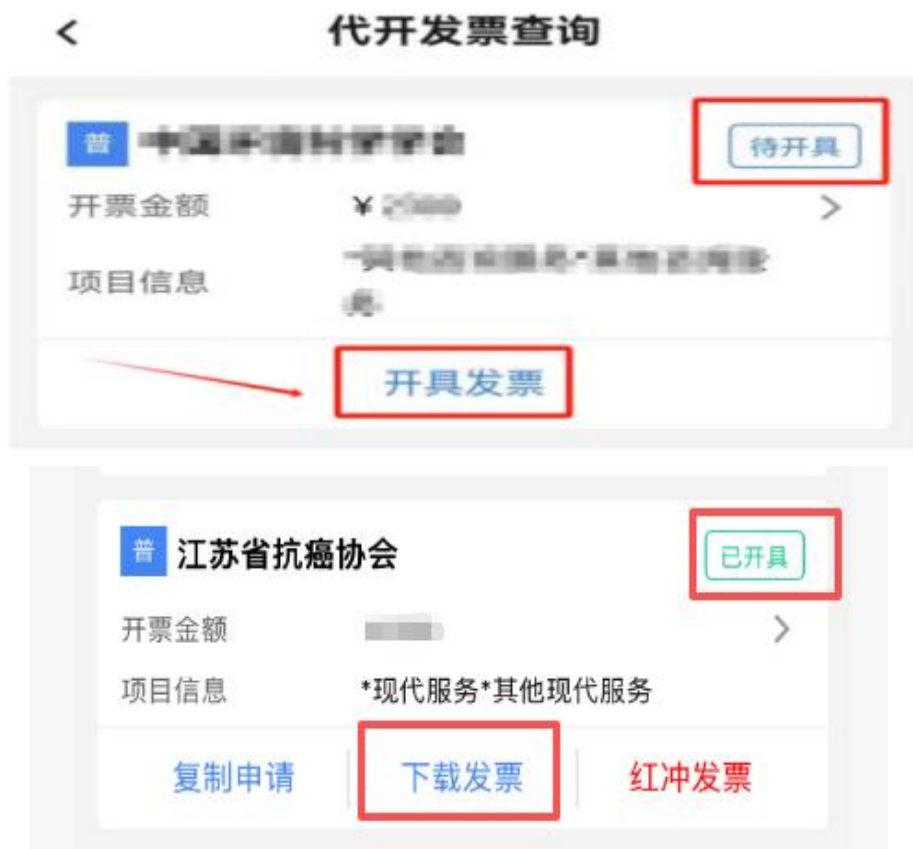 代开发票查询
普
待开具
开票金额 ¥
项目信息
开具发票
普 江苏省抗癌协会 已开具
开票金额
项目信息 *现代服务*其他现代服务
复制申请 下载发票 红冲发票